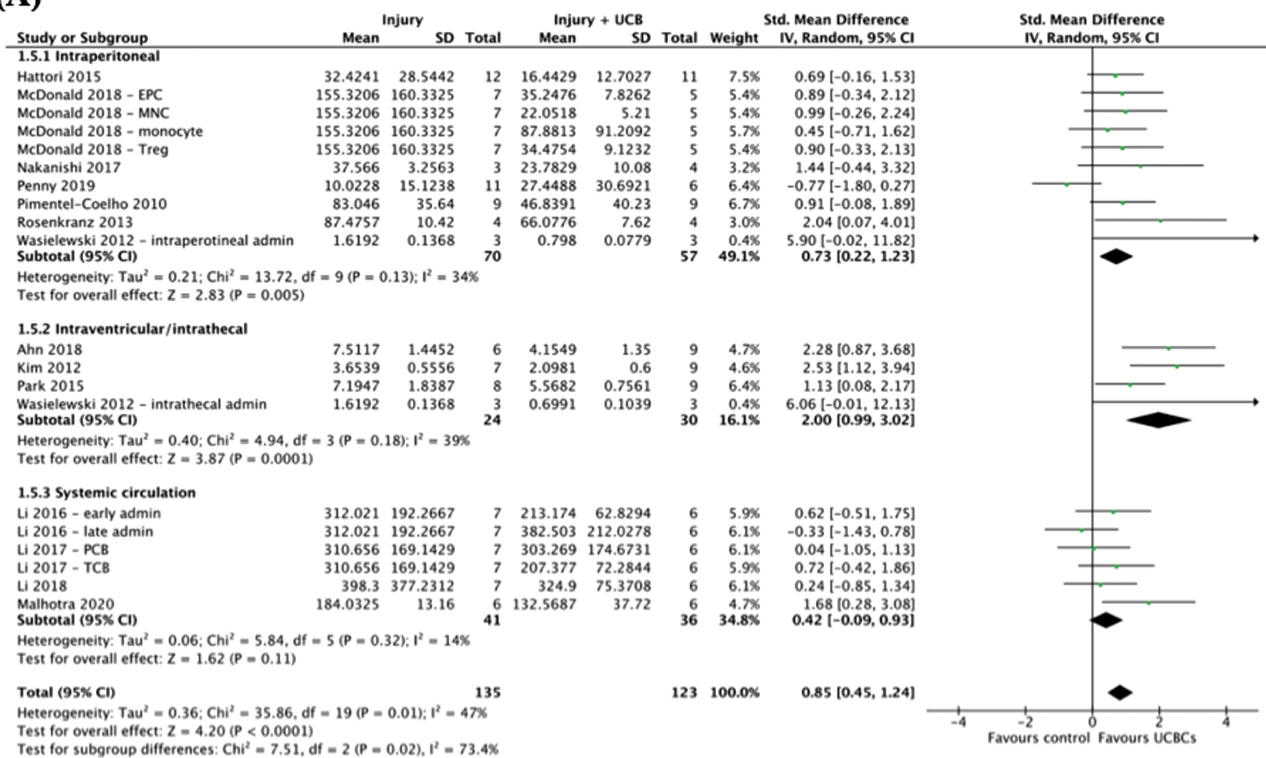 (A)
Injury Injury + UCB Std. Mean Difference Std. Mean Difference
Study or Subgroup Mean SD Total Mean SD Total Weight IV, Random, 95% CI IV, Random, 95% CI
1.5.1 Intraperitoneal
Hattori 2015 32.4241 28.5442 12 16.4429 12.7027 11 7.5% 0.69 [-0.16, 1.53]
McDonald 2018 - EPC 155.3206 160.3325 7 35.2476 7.8262 5 5.4% 0.89 [-0.34, 2.12]
McDonald 2018 - MNC 155.3206 160.3325 7 22.0518 5.21 5 5.4% 0.99 [-0.26, 2.24]
McDonald 2018 - monocyte 155.3206 160.3325 7 87.8813 91.2092 5 5.7% 0.45 [-0.71, 1.62]
McDonald 2018 - Treg 155.3206 160.3325 7 34.4754 9.1232 5 5.4% 0.90 [-0.33, 2.13]
Nakanishi 2017 37.566 3.2563 3 23.7829 10.08 4 3.2% 1.44 [-0.44, 3.32]
Penny 2019 10.0228 15.1238 11 27.4488 30.6921 6 6.4% -0.77 [-1.80, 0.27]
Pimentel-Coelho 2010 83.046 35.64 9 46.8391 40.23 9 6.7% 0.91 [-0.08, 1.89]
Rosenkranz 2013 87.4757 10.42 4 66.0776 7.62 4 3.0% 2.04 [0.07, 4.01]
Wasielewski 2012 - intraperotineal admin 1.6192 0.1368 3 0.798 0.0779 3 0.4% 5.90 [-0.02, 11.82]
Subtotal (95% CI) 70 57 49.1% 0.73 [0.22, 1.23]
Heterogeneity: Tau² = 0.21; Chi² = 13.72, df = 9 (P = 0.13); I² = 34%
Test for overall effect: Z = 2.83 (P = 0.005)
1.5.2 Intraventricular/intrathecal
Ahn 2018 7.5117 1.4452 6 4.1549 1.35 9 4.7% 2.28 [0.87, 3.68]
Kim 2012 3.6539 0.5556 7 2.0981 0.6 9 4.6% 2.53 [1.12, 3.94]
Park 2015 7.1947 1.8387 8 5.5682 0.7561 9 6.4% 1.13 [0.08, 2.17]
Wasielewski 2012 - intrathecal admin 1.6192 0.1368 3 0.6991 0.1039 3 0.4% 6.06 [-0.01, 12.13]
Subtotal (95% CI) 24 30 16.1% 2.00 [0.99, 3.02]
Heterogeneity: Tau² = 0.40; Chi² = 4.94, df = 3 (P = 0.18); I² = 39%
Test for overall effect: Z = 3.87 (P = 0.0001)
1.5.3 Systemic circulation
Li 2016 - early admin 312.021 192.2667 7 213.174 62.8294 6 5.9% 0.62 [-0.51, 1.75]
Li 2016 - late admin 312.021 192.2667 7 382.503 212.0278 6 6.1% -0.33 [-1.43, 0.78]
Li 2017 - PCB 310.656 169.1429 7 303.269 174.6731 6 6.1% 0.04 [-1.05, 1.13]
Li 2017 - TCB 310.656 169.1429 7 207.377 72.2844 6 5.9% 0.72 [-0.42, 1.86]
Li 2018 398.3 377.2312 7 324.9 75.3708 6 6.1% 0.24 [-0.85, 1.34]
Malhotra 2020 184.0325 13.16 6 132.5687 37.72 6 4.7% 1.68 [0.28, 3.08]
Subtotal (95% CI) 41 36 34.8% 0.42 [-0.09, 0.93]
Heterogeneity: Tau² = 0.06; Chi² = 5.84, df = 5 (P = 0.32); I² = 14%
Test for overall effect: Z = 1.62 (P = 0.11)
Total (95% CI) 135 123 100.0% 0.85 [0.45, 1.24]
Heterogeneity: Tau² = 0.36; Chi² = 35.86, df = 19 (P = 0.01); I² = 47%
Test for overall effect: Z = 4.20 (P < 0.0001)
Test for subgroup differences: Chi² = 7.51, df = 2 (P = 0.02), I² = 73.4%
-4 -2 0 2 4
Favours control Favours UCBCs